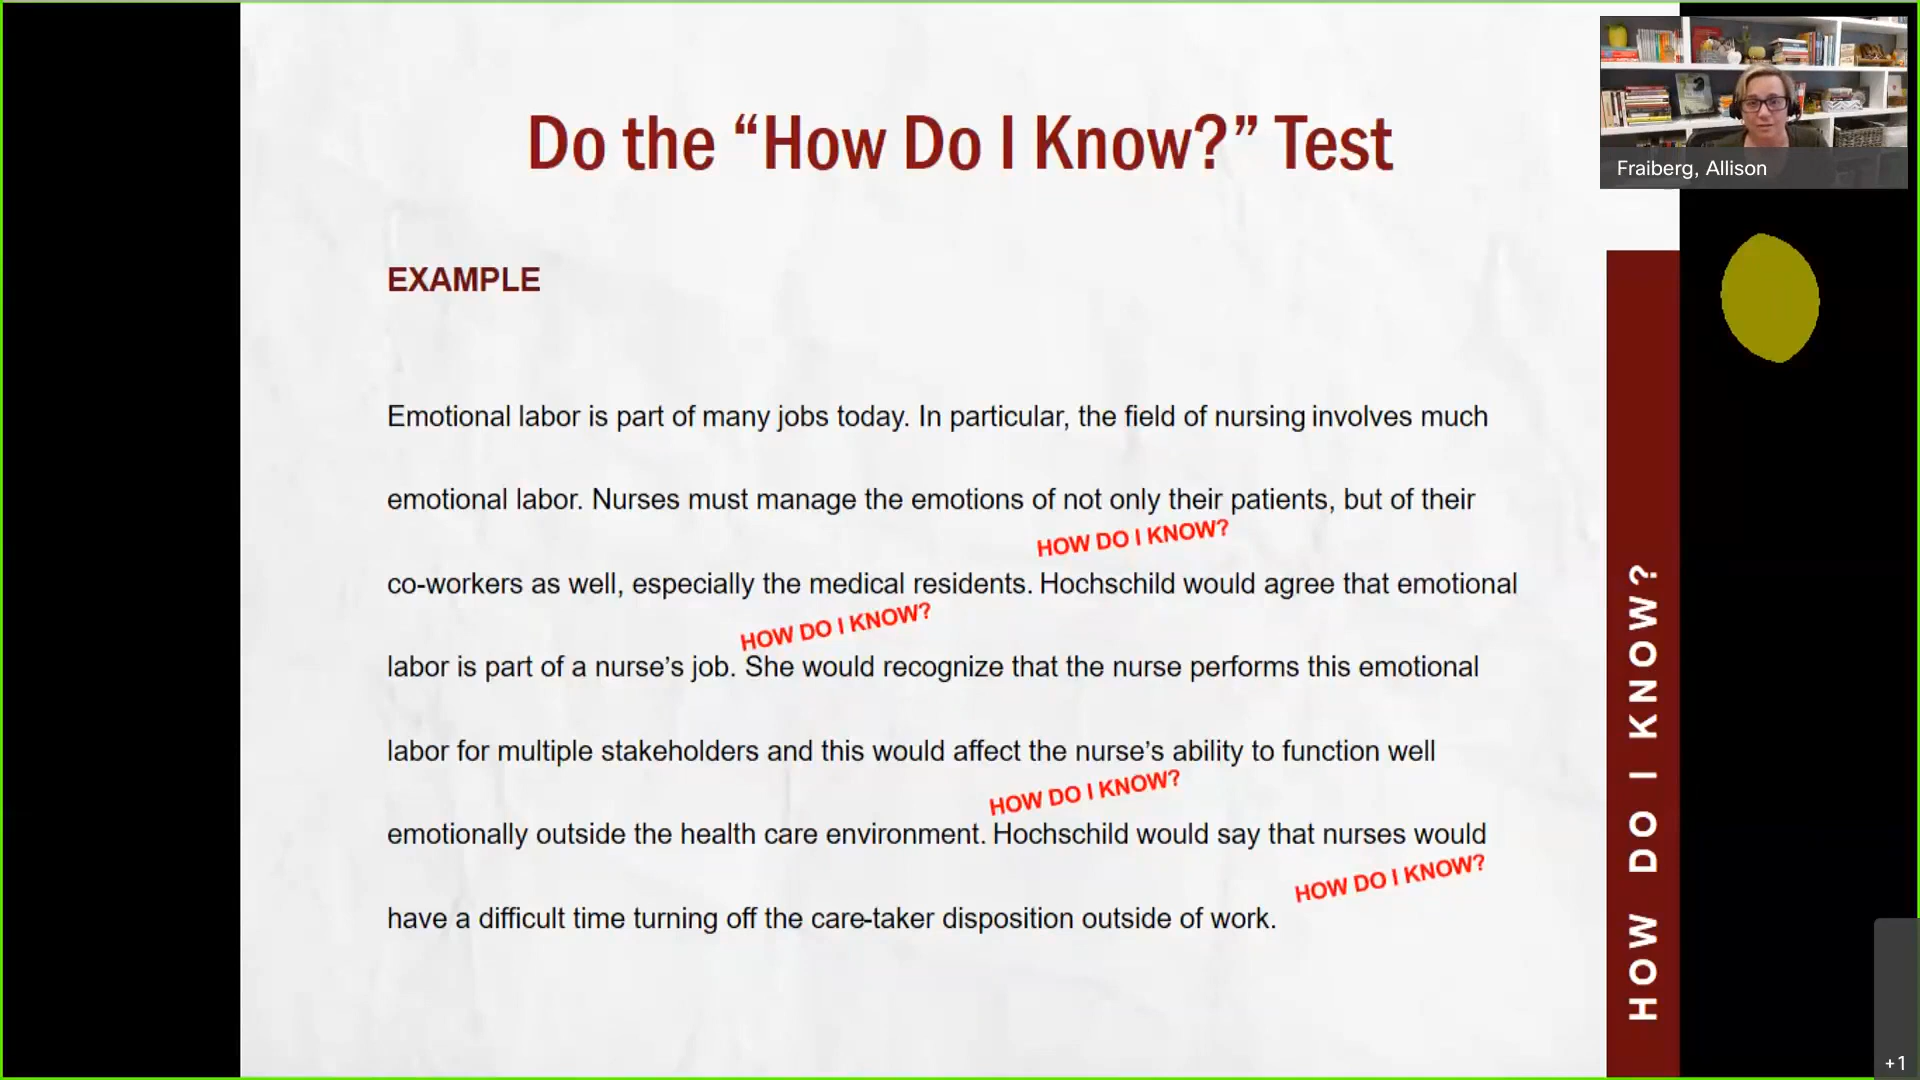 Do the “How Do I Know?” Test
Fraiberg, Allison
EXAMPLE
Emotional labor is part of many jobs today. In particular, the field of nursing involves much
emotional labor. Nurses must manage the emotions of not only their patients, but of their
HOW DO I KNOW?
co-workers as well, especially the medical residents. Hochschild would agree that emotional
HOW DO I KNOW?
labor is part of a nurse’s job. She would recognize that the nurse performs this emotional
labor for multiple stakeholders and this would affect the nurse’s ability to function well
HOW DO I KNOW?
emotionally outside the health care environment. Hochschild would say that nurses would
HOW DO I KNOW?
have a difficult time turning off the care-taker disposition outside of work.
HOW DO I KNOW?
+1